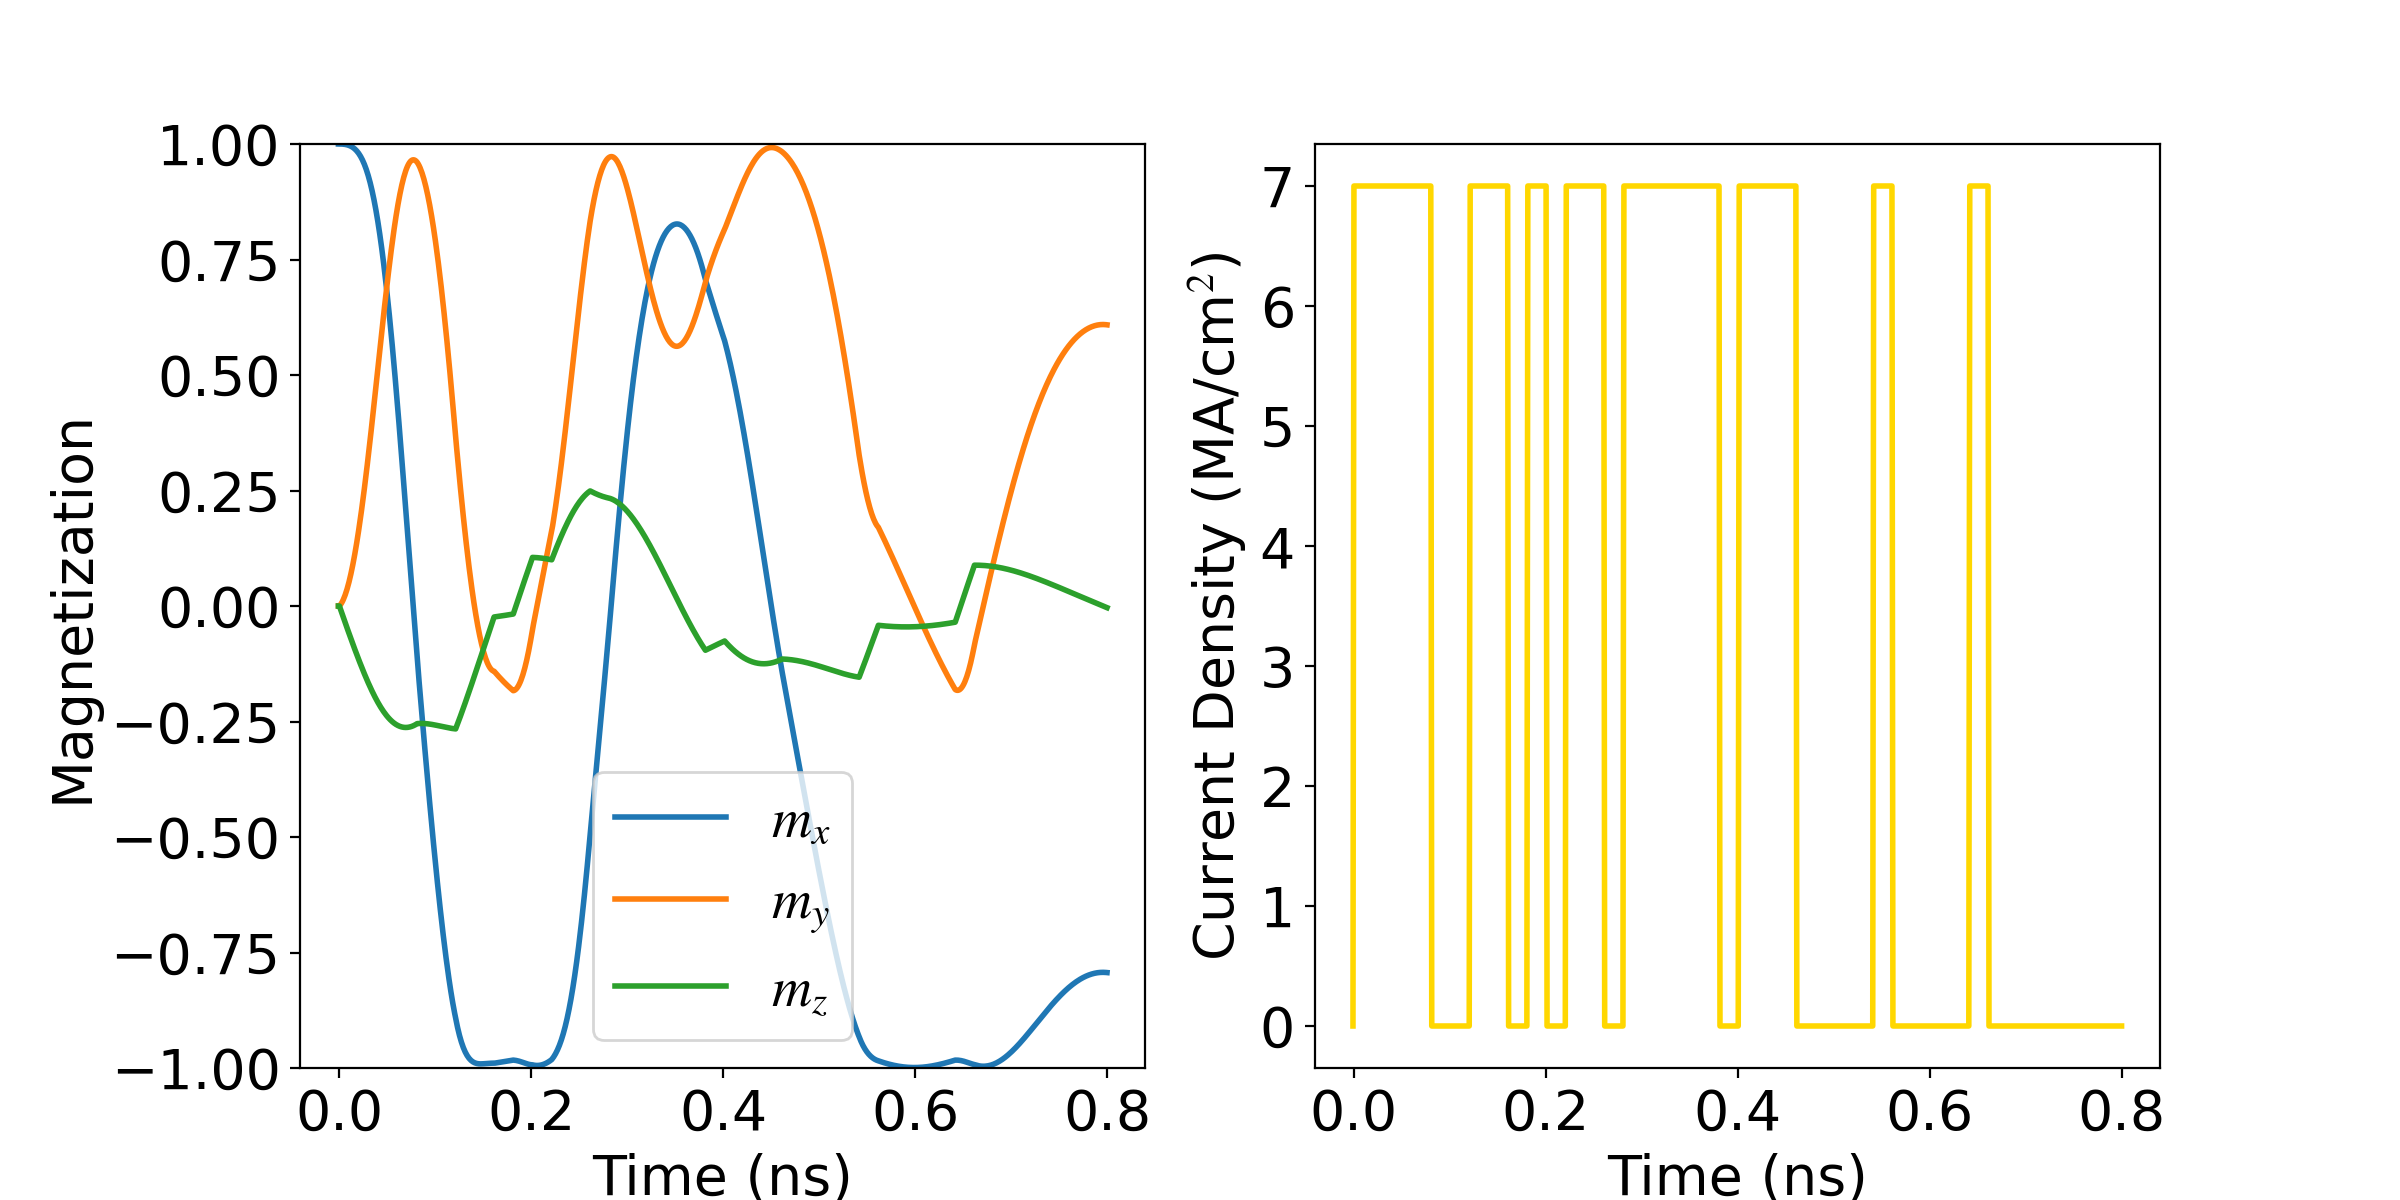 Magnetization
1.00
0.75
0.50
0.25
0.00
−0.25
−0.50
−0.75
−1.00
0.0 0.2 0.4 0.6 0.8
Time (ns)
mₓ
m_y
m_z
Current Density (MA/cm²)
7
6
5
4
3
2
1
0
0.0 0.2 0.4 0.6 0.8
Time (ns)